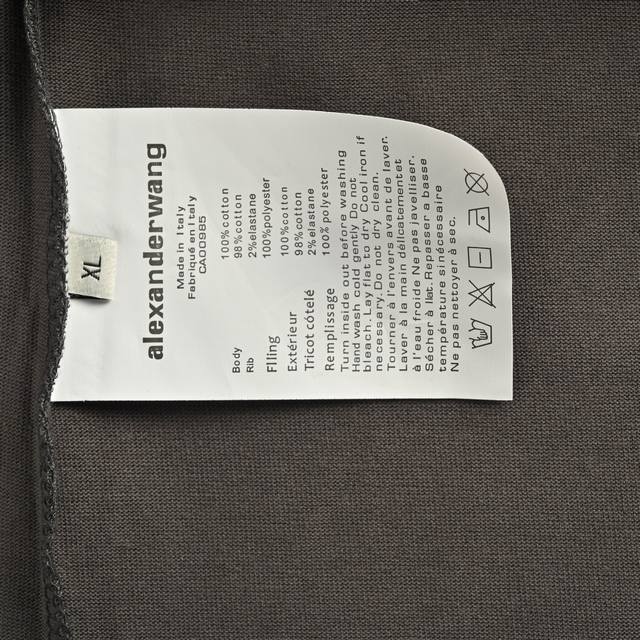 XL
alexanderwang
Made in Italy
Fabriqué en Italy
CA00985
Body 100%cotton
Rib 98%cotton
2%elastane
Flling 100%polyester
Extérieur 100%cotton
Tricot côtelé 98%cotton
2%elastane
Remplissage 100%polyester
Turn inside out before washing
Hand wash cold gently Do not
bleach. Lay flat to dry Cool iron if
necessary. Do not dry clean.
Tourner à l'envers avant de laver.
Laver à la main délicatementet
à l'eau froide Ne pas javelliser.
Sécher à llat. Repasser a basse
température sinécessaire
Ne pas nettoyer à sec.